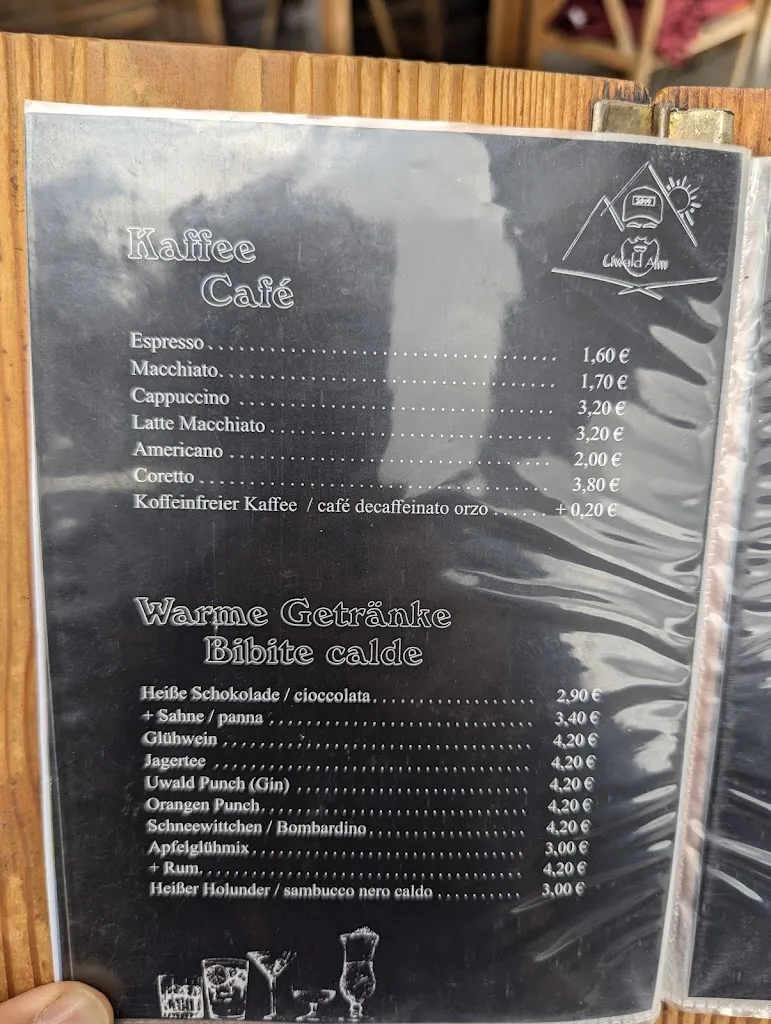 Uwald Alm
Kaffee
Café
Espresso 1,60 €
Macchiato 1,70 €
Cappuccino 3,20 €
Latte Macchiato 3,20 €
Americano 2,00 €
Coretto 3,80 €
Koffeinfreier Kaffee / café decaffeinato orzo + 0,20 €
Warme Getränke
Bibite calde
Heiße Schokolade / cioccolata 2,90 €
+ Sahne / panna 3,40 €
Glühwein 4,20 €
Jagertee 4,20 €
Uwald Punch (Gin) 4,20 €
Orangen Punch 4,20 €
Schneewittchen / Bombardino 4,20 €
Apfelglühmix 3,00 €
+ Rum 4,20 €
Heißer Holunder / sambucco nero caldo 3,00 €